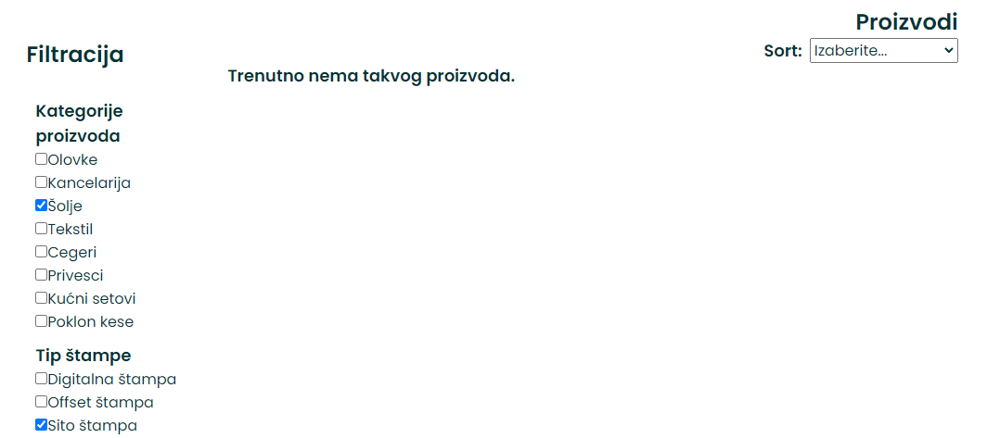 Proizvodi
Filtracija
Sort: Izaberite...
Trenutno nema takvog proizvoda.
Kategorije
proizvoda
Olovke
Kancelarija
Šolje
Tekstil
Cegeri
Privesci
Kućni setovi
Poklon kese
Tip štampe
Digitalna štampa
Offset štampa
Sito štampa